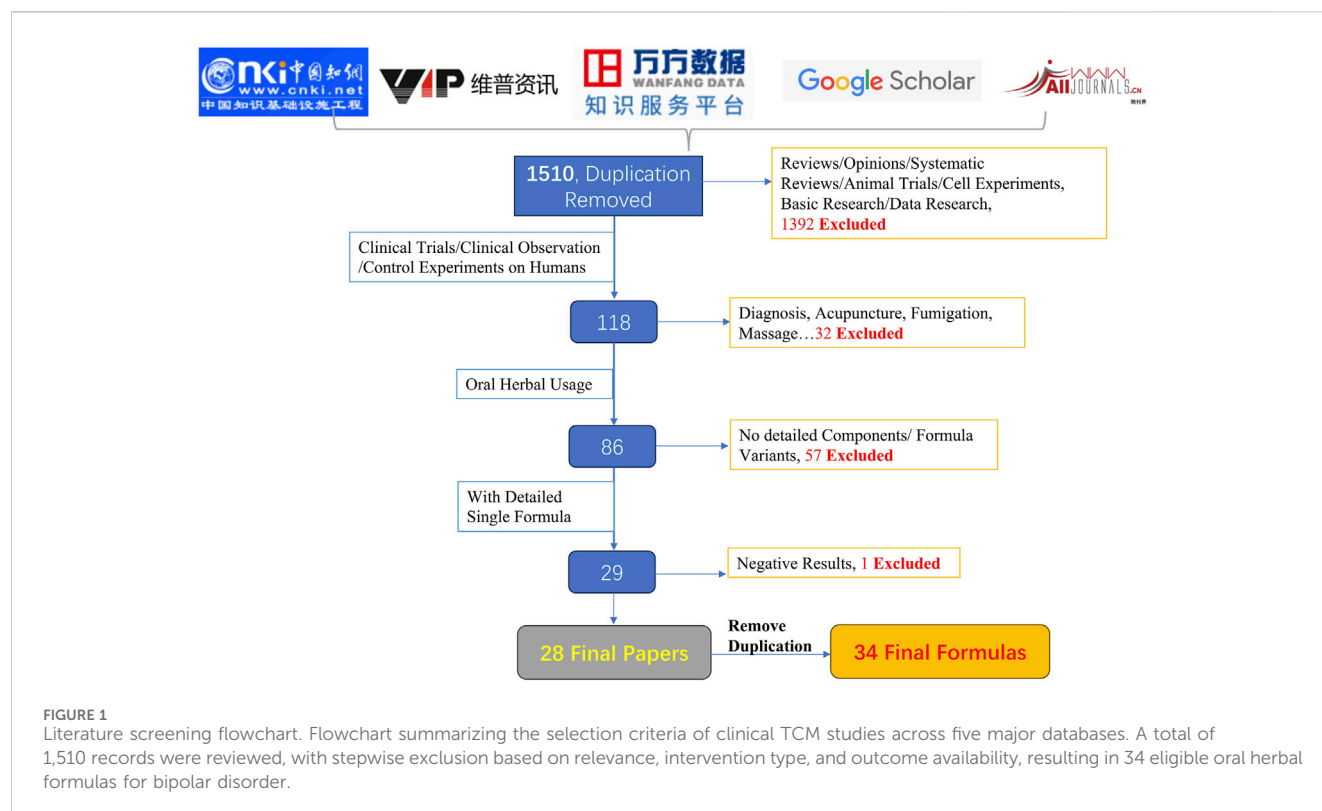 Cnki中国知网
www.cnki.net
中国知识基础设施工程
VIP 维普资讯
万方数据
WANFANG DATA
知识服务平台
Google Scholar
WWW
AllJOURNALS.CN
期科界
1510, Duplication
Removed
Reviews/Opinions/Systematic
Reviews/Animal Trials/Cell Experiments,
Basic Research/Data Research,
1392 Excluded
Clinical Trials/Clinical Observation
/Control Experiments on Humans
118
Diagnosis, Acupuncture, Fumigation,
Massage…32 Excluded
Oral Herbal Usage
86
No detailed Components/ Formula
Variants, 57 Excluded
With Detailed
Single Formula
29
Negative Results, 1 Excluded
28 Final Papers
Remove
Duplication
34 Final Formulas
FIGURE 1
Literature screening flowchart. Flowchart summarizing the selection criteria of clinical TCM studies across five major databases. A total of
1,510 records were reviewed, with stepwise exclusion based on relevance, intervention type, and outcome availability, resulting in 34 eligible oral herbal
formulas for bipolar disorder.